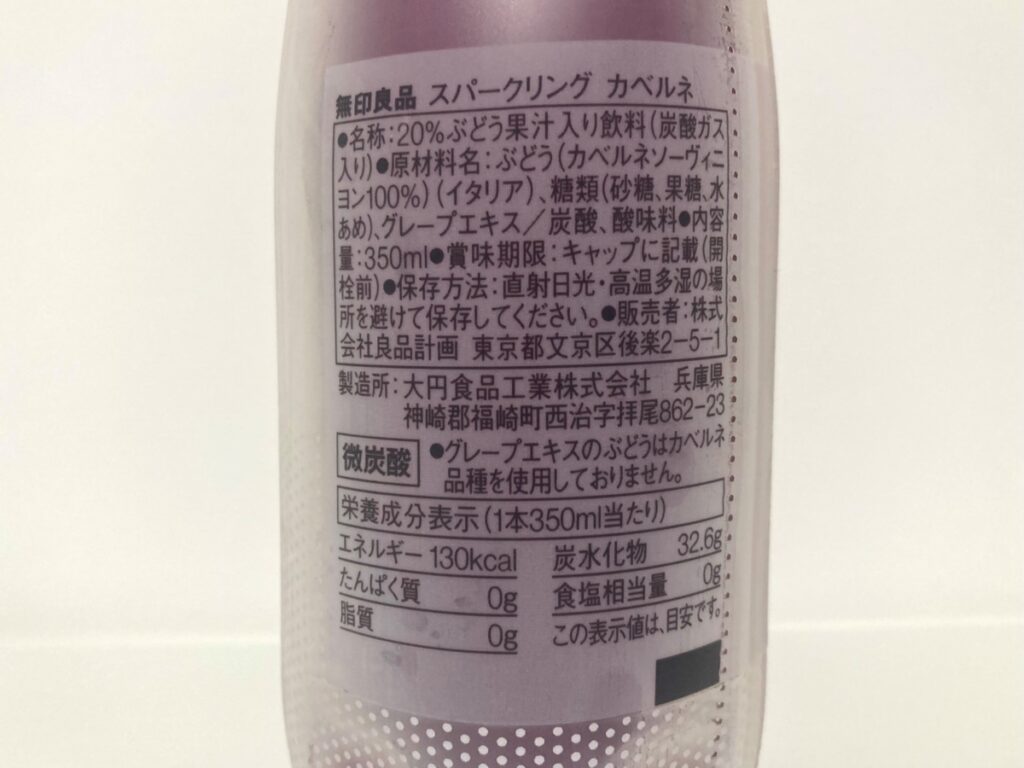 無印良品 スパークリング カベルネ
●名称:20%ぶどう果汁入り飲料(炭酸ガス
入り)●原材料名:ぶどう(カベルネソーヴィニ
ヨン100%)(イタリア)、糖類(砂糖、果糖、水
あめ)、グレープエキス/炭酸、酸味料●内容
量:350ml●賞味期限:キャップに記載(開
栓前)●保存方法:直射日光・高温多湿の場
所を避けて保存してください。●販売者:株式
会社良品計画 東京都文京区後楽2-5-1
製造所:大円食品工業株式会社 兵庫県
神崎郡福崎町西治字拝尾862-23
微炭酸
●グレープエキスのぶどうはカベルネ
品種を使用しておりません。
栄養成分表示(1本350ml当たり)
エネルギー 130kcal 炭水化物 32.6g
たんぱく質 0g 食塩相当量 0g
脂質 0g この表示値は、目安です。